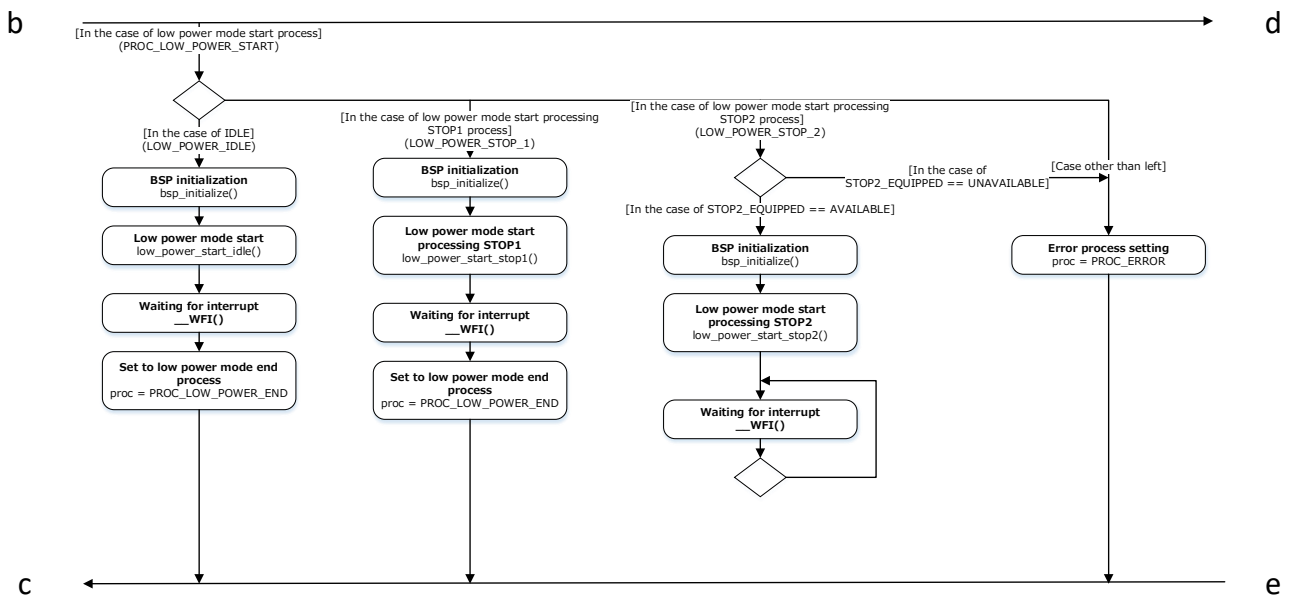 b
d
[In the case of low power mode start process]
(PROC_LOW_POWER_START)
[In the case of IDLE]
(LOW_POWER_IDLE)
BSP initialization
bsp_initialize()
Low power mode start
low_power_start_idle()
Waiting for interrupt
__WFI()
Set to low power mode end
process
proc = PROC_LOW_POWER_END
[In the case of low power mode start processing
STOP1 process]
(LOW_POWER_STOP_1)
BSP initialization
bsp_initialize()
Low power mode start
processing STOP1
low_power_start_stop1()
Waiting for interrupt
__WFI()
Set to low power mode end
process
proc = PROC_LOW_POWER_END
[In the case of low power mode start processing
STOP2 process]
(LOW_POWER_STOP_2)
[In the case of
STOP2_EQUIPPED == UNAVAILABLE]
[In the case of STOP2_EQUIPPED == AVAILABLE]
BSP initialization
bsp_initialize()
Low power mode start
processing STOP2
low_power_start_stop2()
Waiting for interrupt
__WFI()
[Case other than left]
Error process setting
proc = PROC_ERROR
c
e